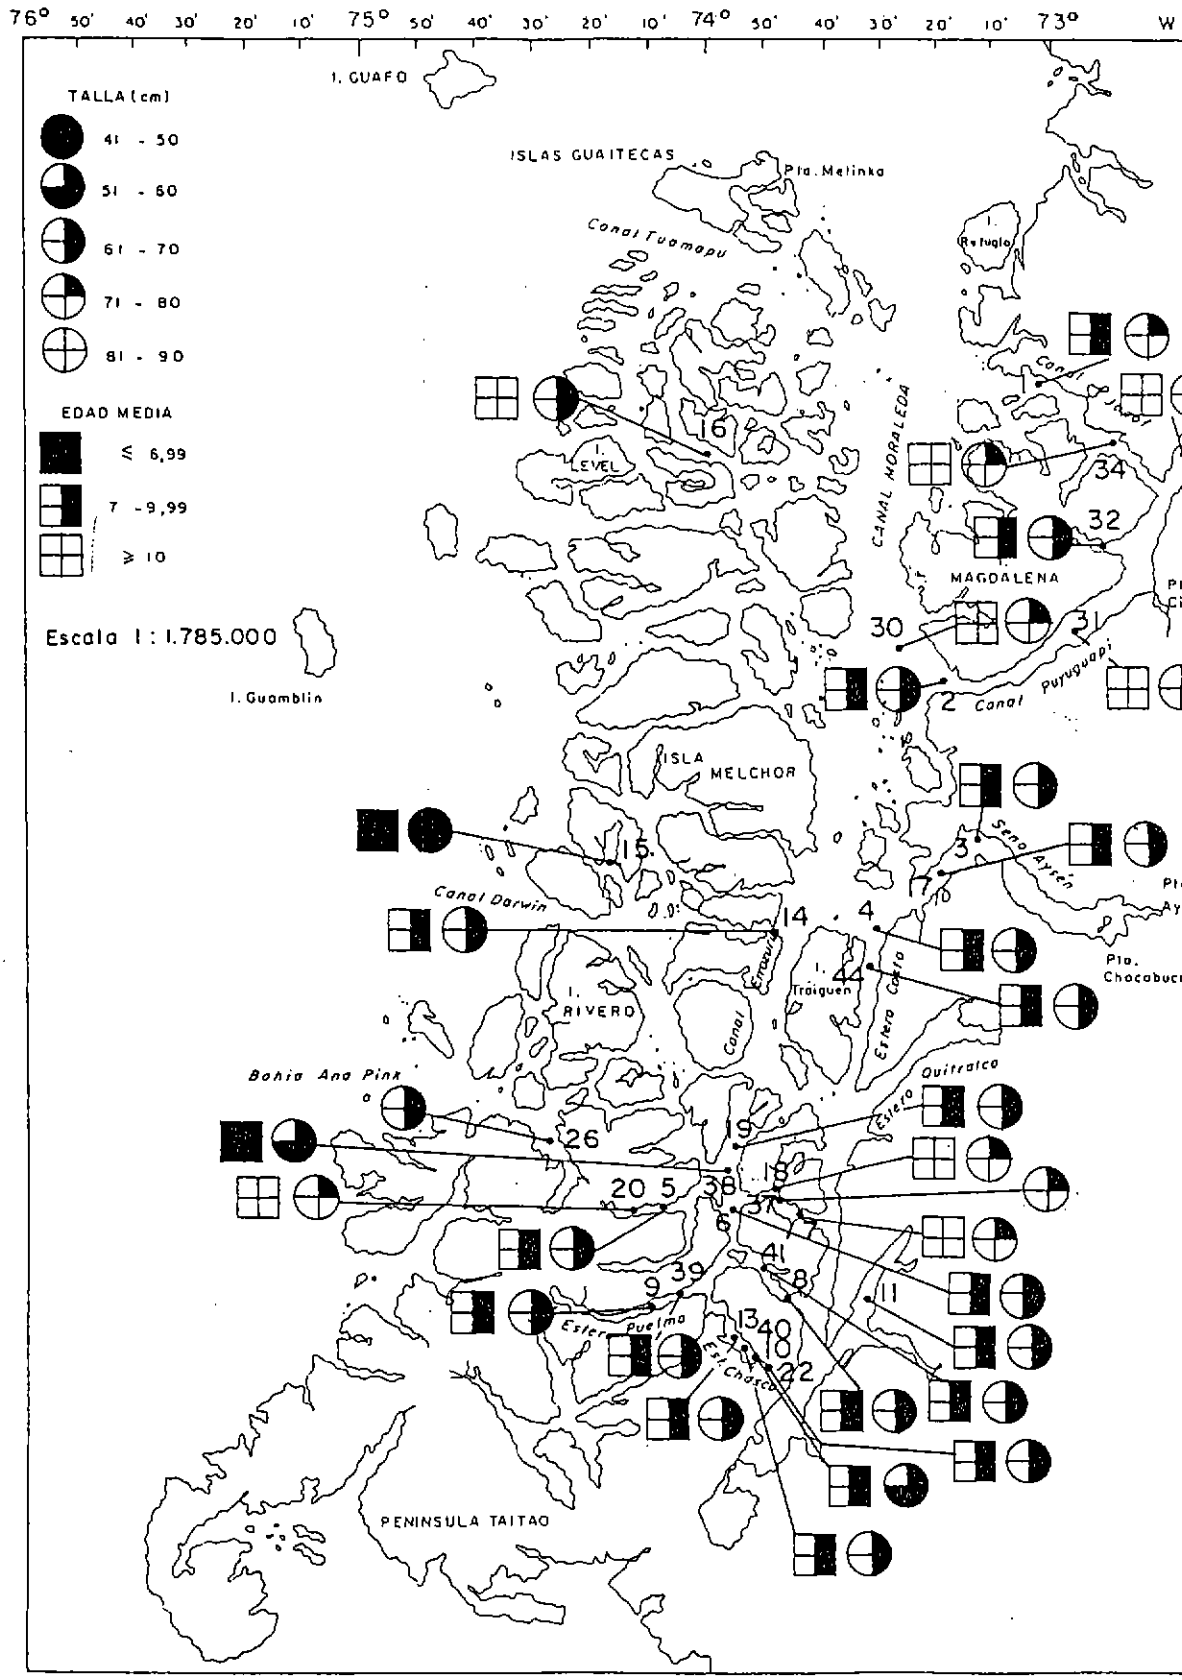 76° 50' 40' 30' 20' 10' 75° 50' 40' 30' 20' 10' 74° 50' 40' 30' 20' 10' 73° W
I. GUAFO
TALLA (cm)
41 - 50
51 - 60
61 - 70
71 - 80
81 - 90
EDAD MEDIA
≤ 6,99
7 - 9,99
≥ 10
Escala 1:1.785.000
I. Guamblin
ISLAS GUAITECAS
Pta. Melinka
Canal Tuamapu
I.
Refugio
1
Canal
16
I.
LEVEL
CANAL MORALEDA
34
32
MAGDALENA
30
31
2
Canal Puyuguapi
ISLA
MELCHOR
3
Seno Aysén
15
17
Canal Darwin
14
4
Pta.
Chacabuco
Errazuriz
I.
Traiguen
44
Estero Costa
I.
RIVERO
Canal
Bahia Ana Pink
Estero Quitralco
19
26
38
18
20
5
37
6
7
41
39
8
11
9
Estero Puelma
13
40
10
Est. Chasco
22
PENINSULA TAITAO